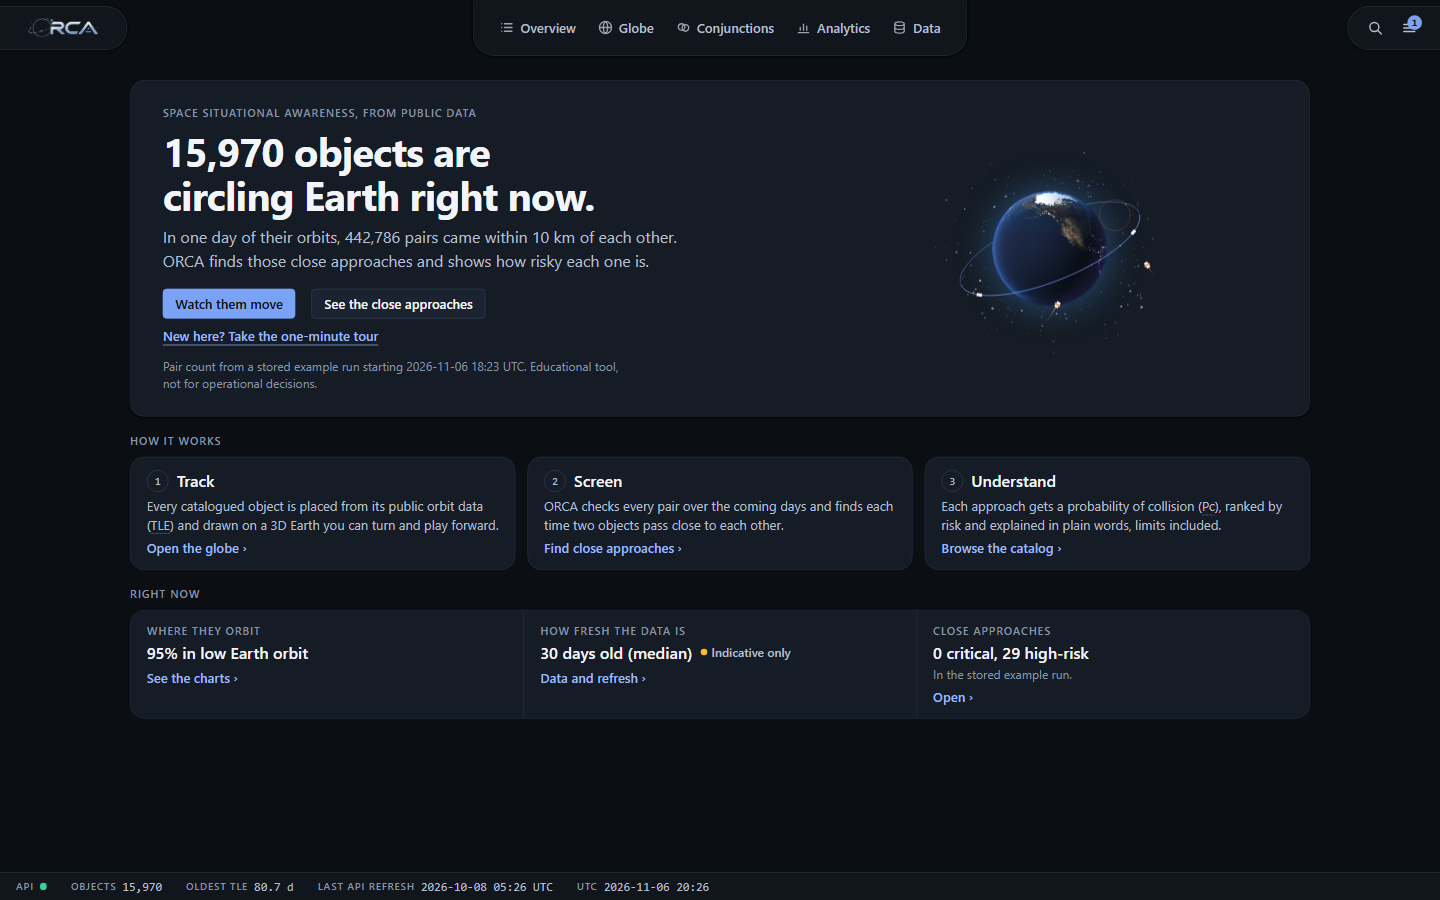 ORCA
Overview
Globe
Conjunctions
Analytics
Data
1
SPACE SITUATIONAL AWARENESS, FROM PUBLIC DATA
15,970 objects are
circling Earth right now.
In one day of their orbits, 442,786 pairs came within 10 km of each other.
ORCA finds those close approaches and shows how risky each one is.
Watch them move
See the close approaches
New here? Take the one-minute tour
Pair count from a stored example run starting 2026-11-06 18:23 UTC. Educational tool,
not for operational decisions.
HOW IT WORKS
1 Track
Every catalogued object is placed from its public orbit data
(TLE) and drawn on a 3D Earth you can turn and play forward.
Open the globe ›
2 Screen
ORCA checks every pair over the coming days and finds each
time two objects pass close to each other.
Find close approaches ›
3 Understand
Each approach gets a probability of collision (Pc), ranked by
risk and explained in plain words, limits included.
Browse the catalog ›
RIGHT NOW
WHERE THEY ORBIT
95% in low Earth orbit
See the charts ›
HOW FRESH THE DATA IS
30 days old (median) Indicative only
Data and refresh ›
CLOSE APPROACHES
0 critical, 29 high-risk
In the stored example run.
Open ›
API OBJECTS 15,970 OLDEST TLE 80.7 d LAST API REFRESH 2026-10-08 05:26 UTC UTC 2026-11-06 20:26